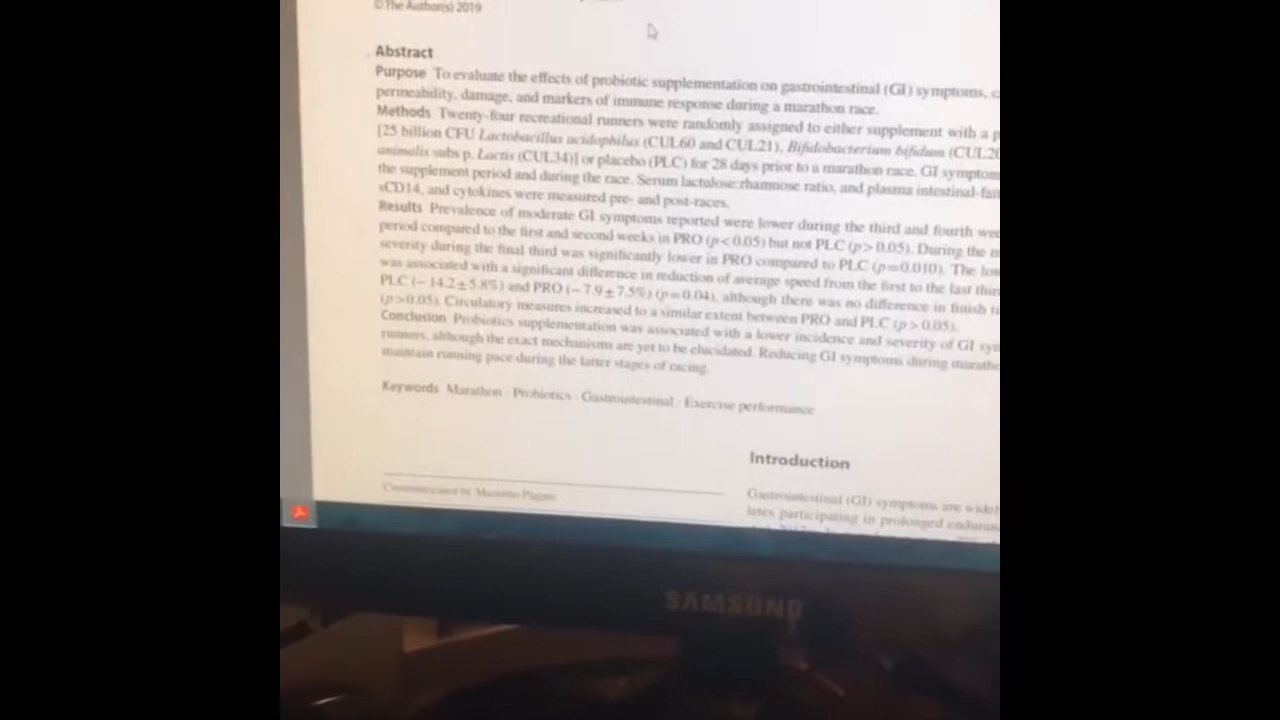 © The Author(s) 2019
Abstract
Purpose To evaluate the effects of probiotic supplementation on gastrointestinal (GI) symptoms,
permeability, damage, and markers of immune response during a marathon race.
Methods Twenty-four recreational runners were randomly assigned to either supplement with a
[25 billion CFU Lactobacillus acidophilus (CUL60 and CUL21), Bifidobacterium bifidum (CUL20
animalis subs p. Lactis (CUL34)] or placebo (PLC) for 28 days prior to a marathon race. GI symptom
the supplement period and during the race. Serum lactulose:rhamnose ratio, and plasma intestinal-fat
sCD14, and cytokines were measured pre- and post-races.
Results Prevalence of moderate GI symptoms reported were lower during the third and fourth wee
period compared to the first and second weeks in PRO (p<0.05) but not PLC (p>0.05). During the
severity during the final third was significantly lower in PRO compared to PLC (p=0.010). The lo
was associated with a significant difference in reduction of average speed from the first to the last thir
PLC (− 14.2±5.8%) and PRO (− 7.9±7.5%) (p=0.04), although there was no difference in finish ti
(p>0.05). Circulatory measures increased to a similar extent between PRO and PLC (p>0.05).
Conclusion Probiotics supplementation was associated with a lower incidence and severity of GI sy
runners, although the exact mechanisms are yet to be elucidated. Reducing GI symptoms during maratho
maintain running pace during the latter stages of racing.
Keywords Marathon · Probiotics · Gastrointestinal · Exercise performance
Introduction
Communicated by Massimo Pagani
Gastrointestinal (GI) symptoms are widel
letes participating in prolonged enduran
SAMSUNG